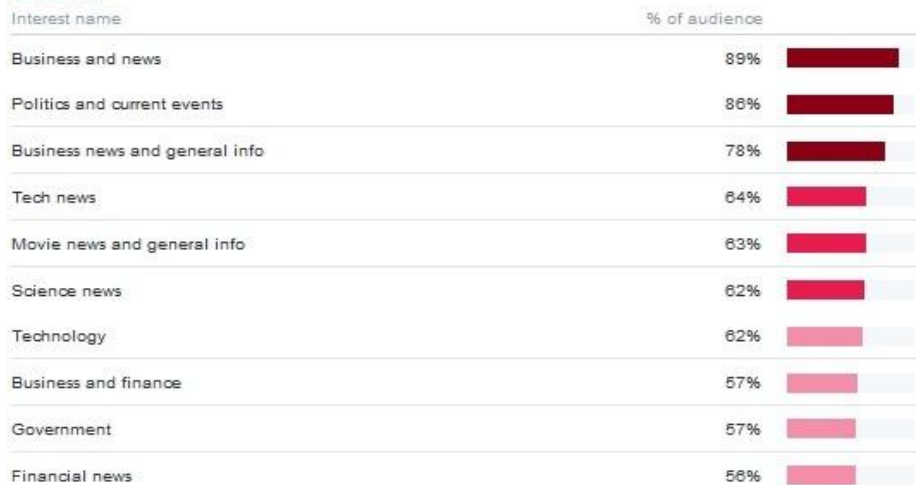 Interest name % of audience
Business and news 89%
Politics and current events 86%
Business news and general info 78%
Tech news 64%
Movie news and general info 63%
Science news 62%
Technology 62%
Business and finance 57%
Government 57%
Financial news 56%